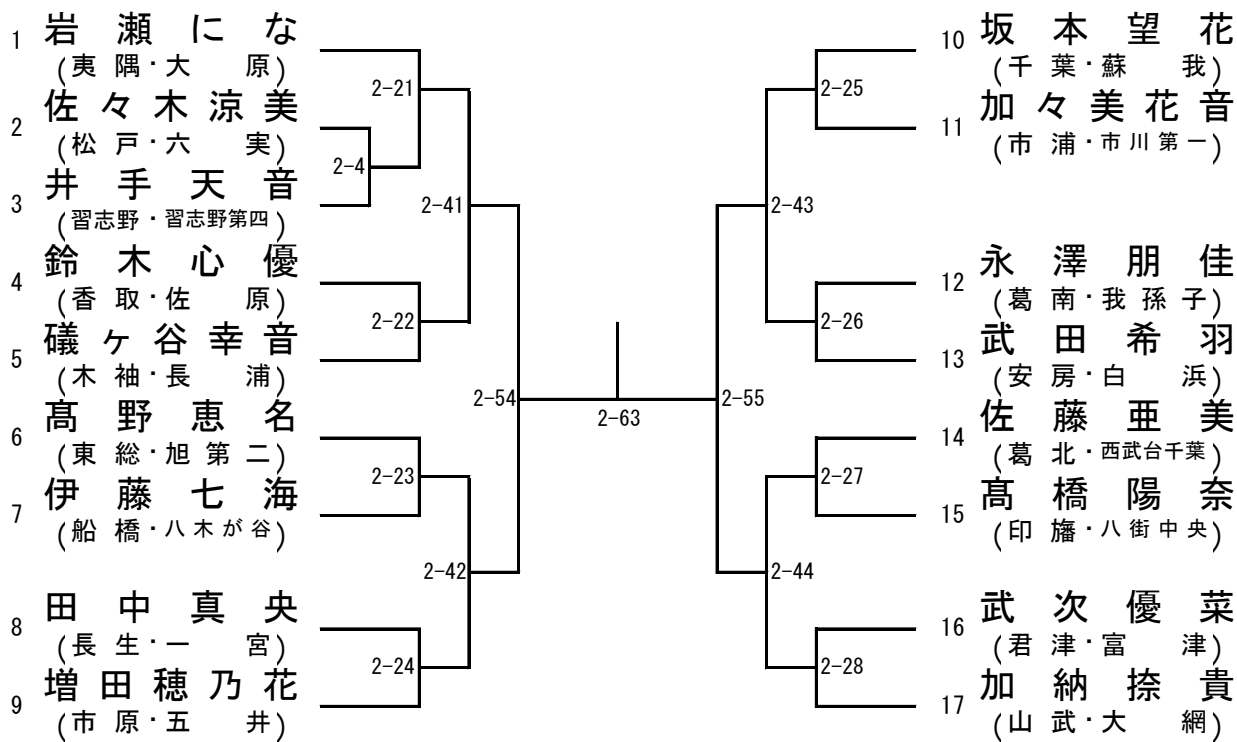 1 岩瀬にな
(夷隅・大原)
2 佐々木涼美
(松戸・六実)
3 井手天音
(習志野・習志野第四)
4 鈴木心優
(香取・佐原)
5 礒ヶ谷幸音
(木袖・長浦)
6 髙野恵名
(東総・旭第二)
7 伊藤七海
(船橋・八木が谷)
8 田中真央
(長生・一宮)
9 増田穂乃花
(市原・五井)
2-21
2-4
2-41
2-22
2-54
2-23
2-42
2-24
2-63
10 坂本望花
(千葉・蘇我)
11 加々美花音
(市浦・市川第一)
12 永澤朋佳
(葛南・我孫子)
13 武田希羽
(安房・白浜)
14 佐藤亜美
(葛北・西武台千葉)
15 髙橋陽奈
(印旛・八街中央)
16 武次優菜
(君津・富津)
17 加納捺貴
(山武・大網)
2-25
2-43
2-26
2-55
2-27
2-44
2-28